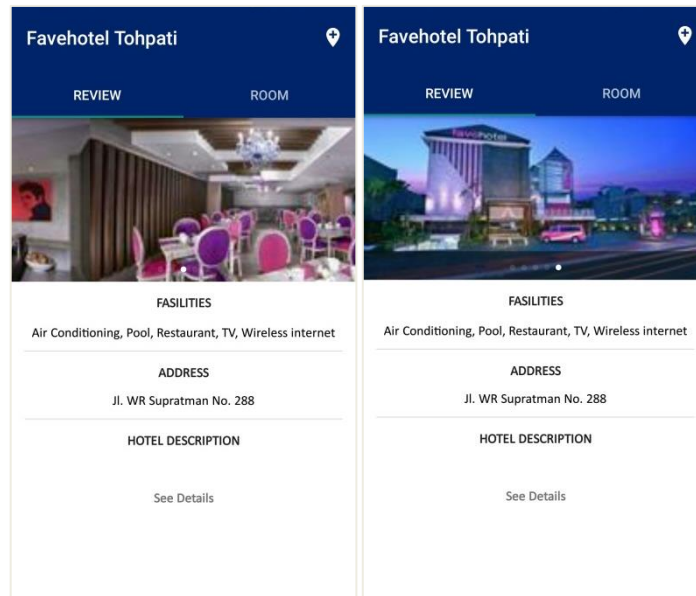 Favehotel Tohpati
REVIEW ROOM
FASILITIES
Air Conditioning, Pool, Restaurant, TV, Wireless internet
ADDRESS
Jl. WR Supratman No. 288
HOTEL DESCRIPTION
See Details
Favehotel Tohpati
REVIEW ROOM
favehotel
FASILITIES
Air Conditioning, Pool, Restaurant, TV, Wireless internet
ADDRESS
Jl. WR Supratman No. 288
HOTEL DESCRIPTION
See Details